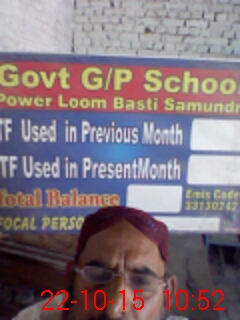 Govt G/P School
Power Loom Basti Samundr
TF Used in Previous Month
TF Used in PresentMonth
Total Balance
Emis Code
33130242
FOCAL PERSO
22-10-15 10:52